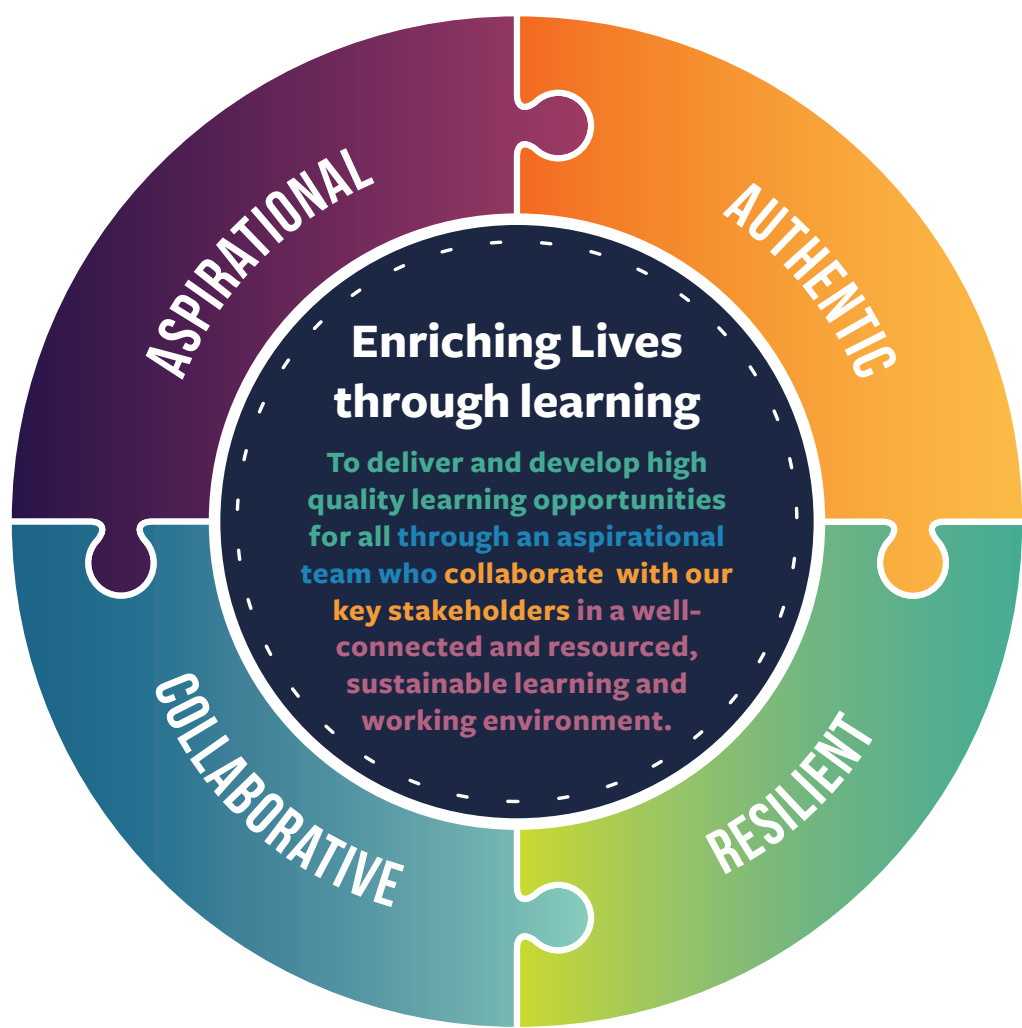 ASPIRATIONAL
AUTHENTIC
Enriching Lives
through learning
To deliver and develop high
quality learning opportunities
for all through an aspirational
team who collaborate with our
key stakeholders in a well-
connected and resourced,
sustainable learning and
working environment.
COLLABORATIVE
RESILIENT